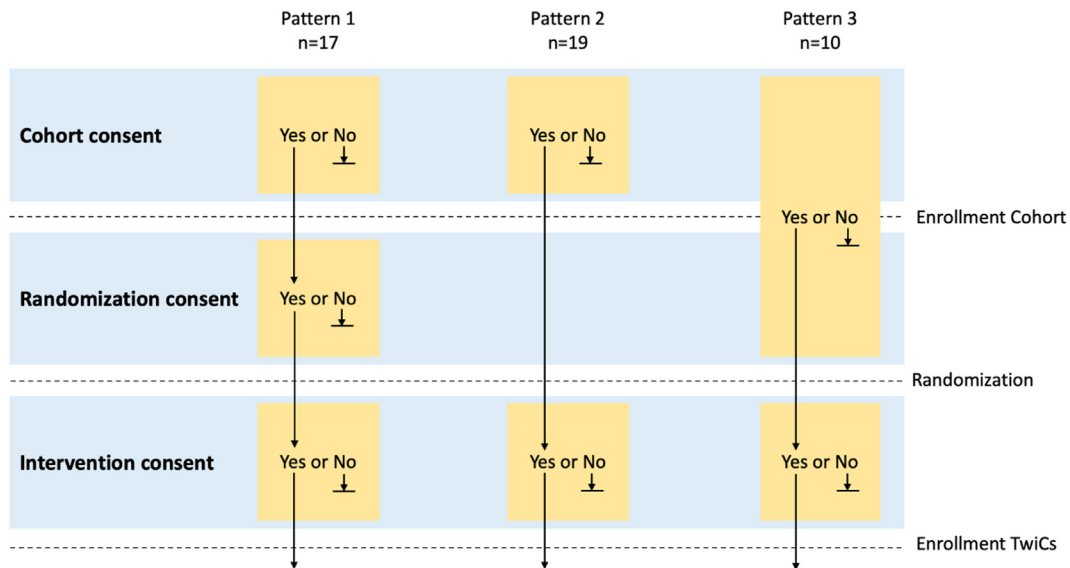 Pattern 1
n=17
Pattern 2
n=19
Pattern 3
n=10
Cohort consent
Yes or No
Yes or No
Yes or No
Enrollment Cohort
Randomization consent
Yes or No
Randomization
Intervention consent
Yes or No
Yes or No
Yes or No
Enrollment TwiCs